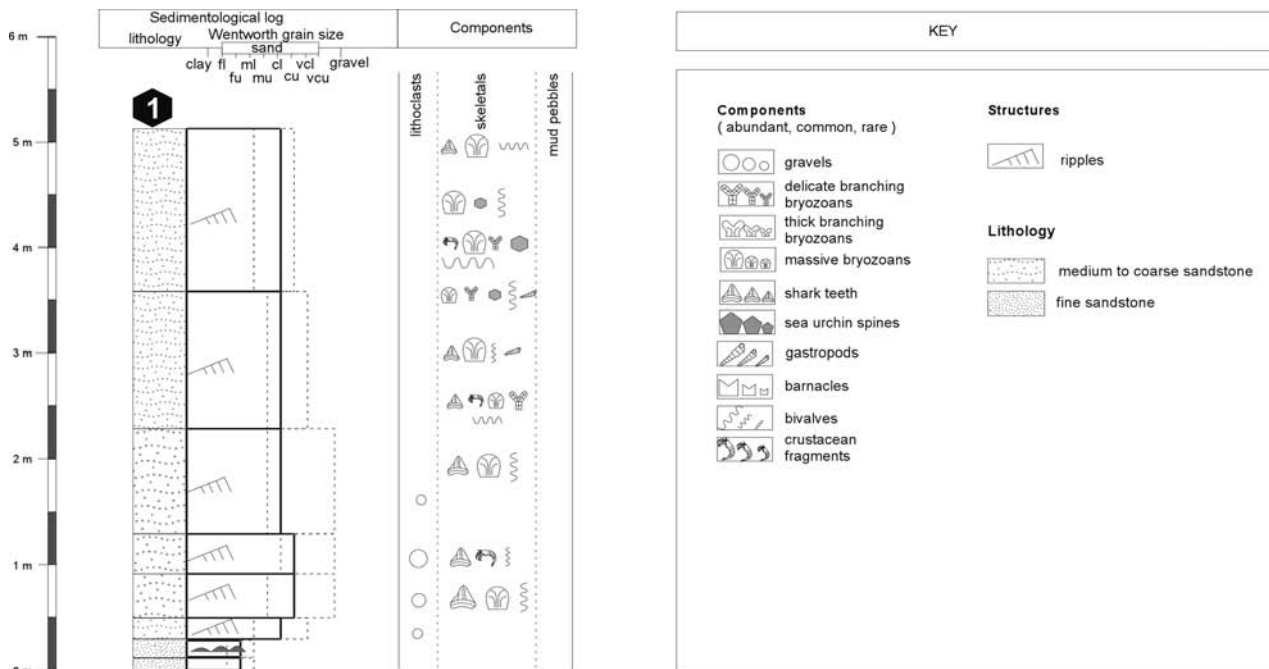 Sedimentological log
lithology
Wentworth grain size
sand
clay fl ml cl vcl gravel
fu mu cu vcu
Components
lithoclasts
skeletals
mud pebbles
6 m
1
5 m
4 m
3 m
2 m
1 m
KEY
Components
( abundant, common, rare )
gravels
delicate branching
bryozoans
thick branching
bryozoans
massive bryozoans
shark teeth
sea urchin spines
gastropods
barnacles
bivalves
crustacean
fragments
Structures
ripples
Lithology
medium to coarse sandstone
fine sandstone